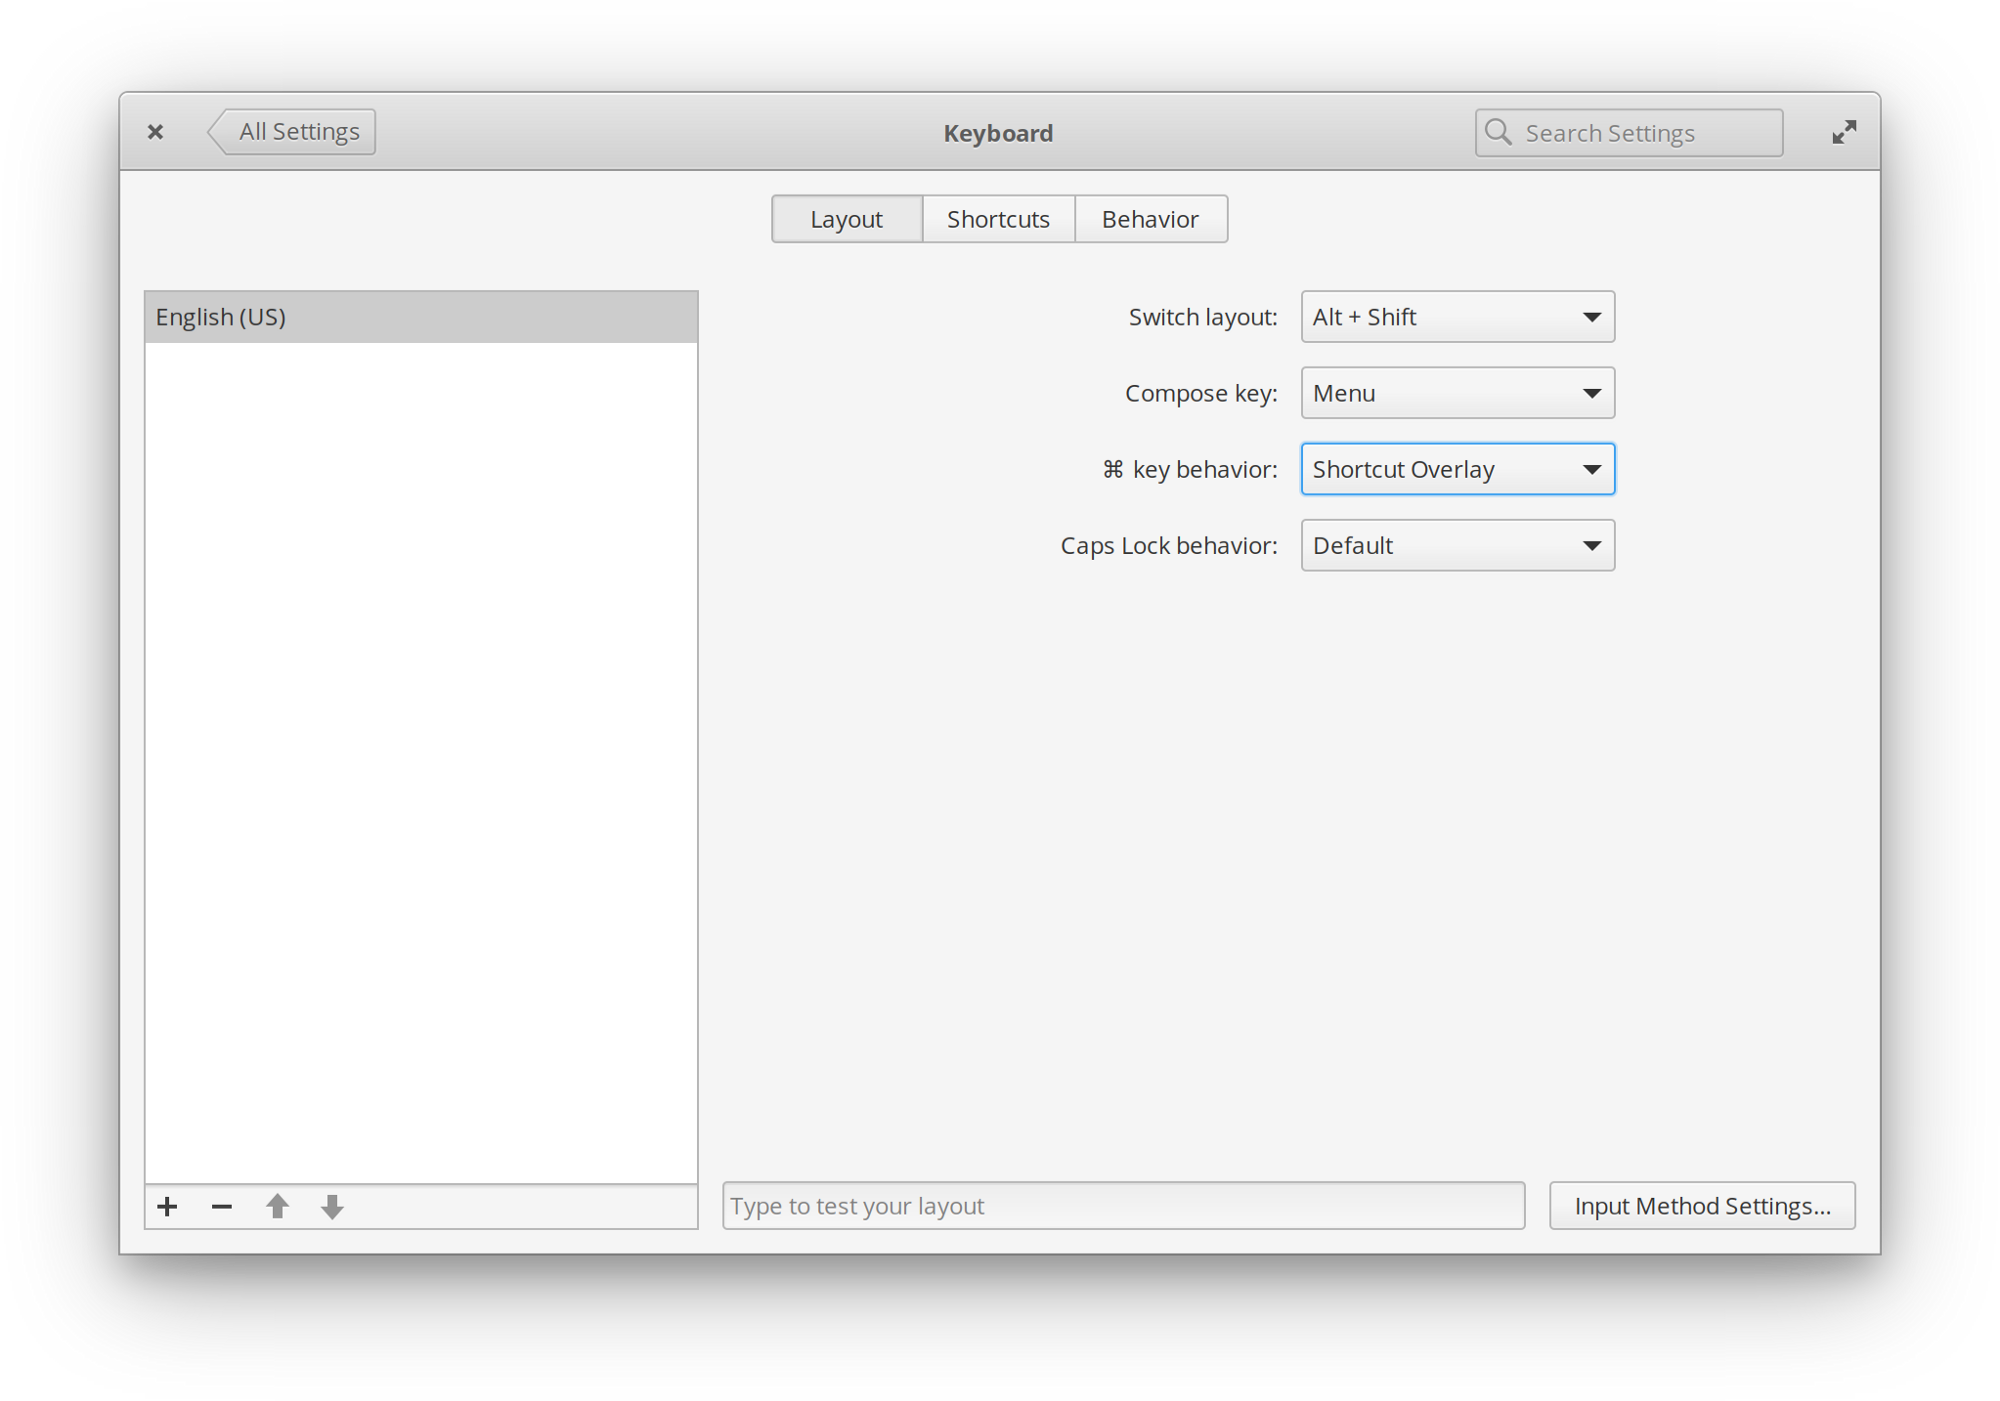 All Settings
Keyboard
Search Settings
Layout
Shortcuts
Behavior
English (US)
Switch layout:
Alt + Shift
Compose key:
Menu
⌘ key behavior:
Shortcut Overlay
Caps Lock behavior:
Default
Type to test your layout
Input Method Settings...